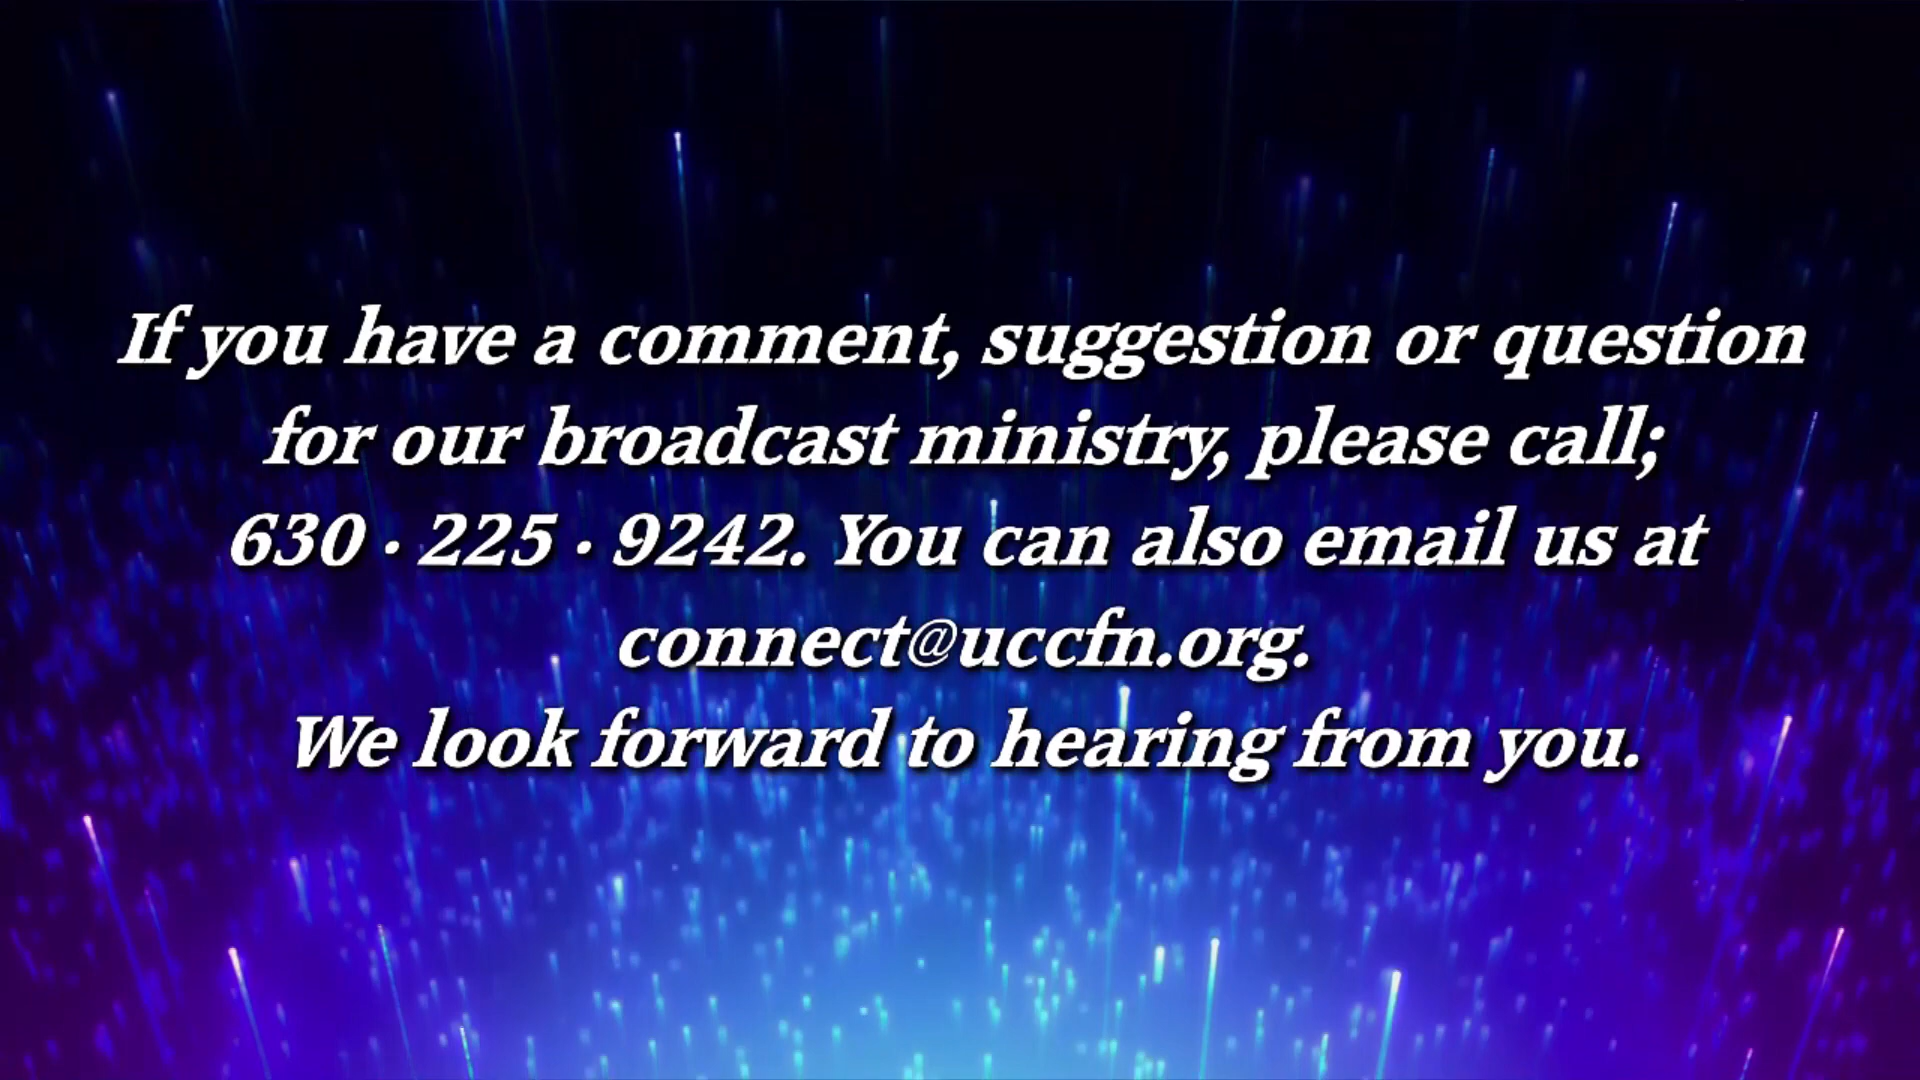 If you have a comment, suggestion or question
for our broadcast ministry, please call;
630 · 225 · 9242. You can also email us at
connect@uccfn.org.
We look forward to hearing from you.